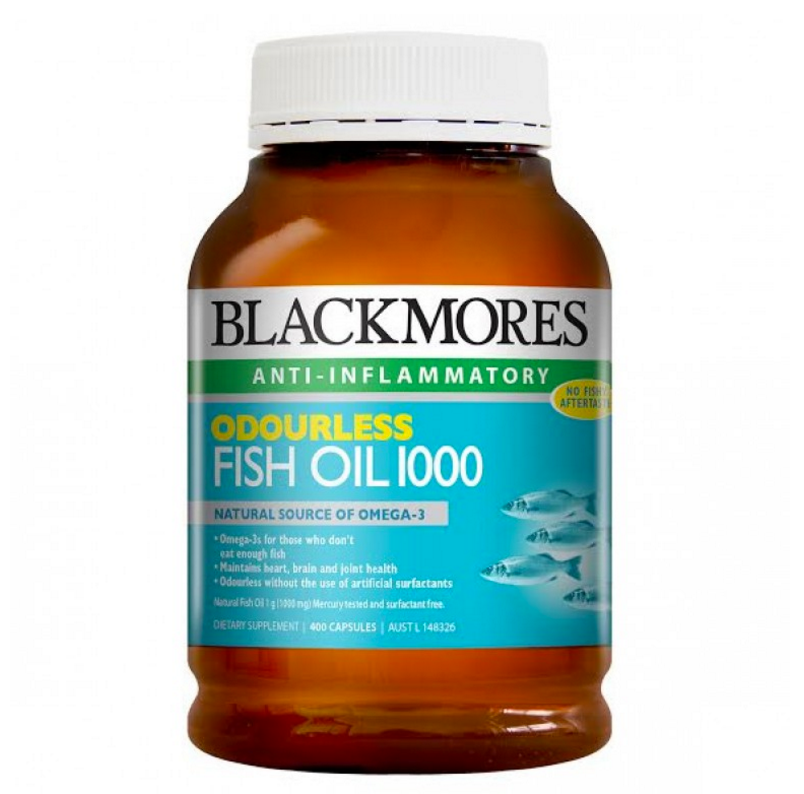 BLACKMORES
ANTI-INFLAMMATORY
NO FISHY
AFTERTASTE
ODOURLESS
FISH OIL 1000
NATURAL SOURCE OF OMEGA-3
• Omega-3s for those who don't
eat enough fish
• Maintains heart, brain and joint health
• Odourless without the use of artificial surfactants
Natural Fish Oil 1 g (1000 mg) Mercury tested and surfactant free.
DIETARY SUPPLEMENT | 400 CAPSULES | AUST L 148326